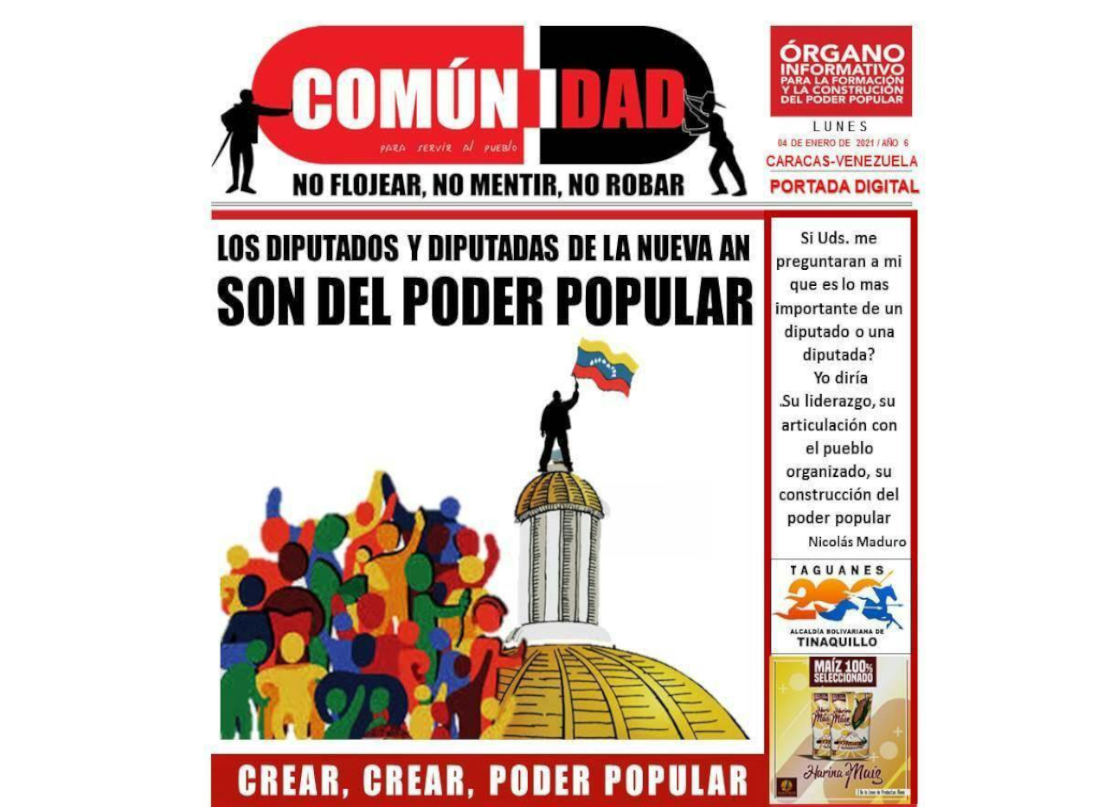 COMÚNIDAD
PARA SERVIR Al PUEBlo
NO FLOJEAR, NO MENTIR, NO ROBAR
ÓRGANO
INFORMATIVO
PARA LA FORMACIÓN
Y LA CONSTRUCIÓN
DEL PODER POPULAR
LUNES
04 DE ENERO DE 2021 / AÑO 6
CARACAS-VENEZUELA
PORTADA DIGITAL
LOS DIPUTADOS Y DIPUTADAS DE LA NUEVA AN
SON DEL PODER POPULAR
Si Uds. me
preguntaran a mi
que es lo mas
importante de un
diputado o una
diputada?
Yo diría
.Su liderazgo, su
articulación con
el pueblo
organizado, su
construcción del
poder popular
Nicolás Maduro
TAGUANES
200
ALCALDÍA BOLIVARIANA DE
TINAQUILLO
MAÍZ 100%
SELECCIONADO
Harina d Maíz
CREAR, CREAR, PODER POPULAR